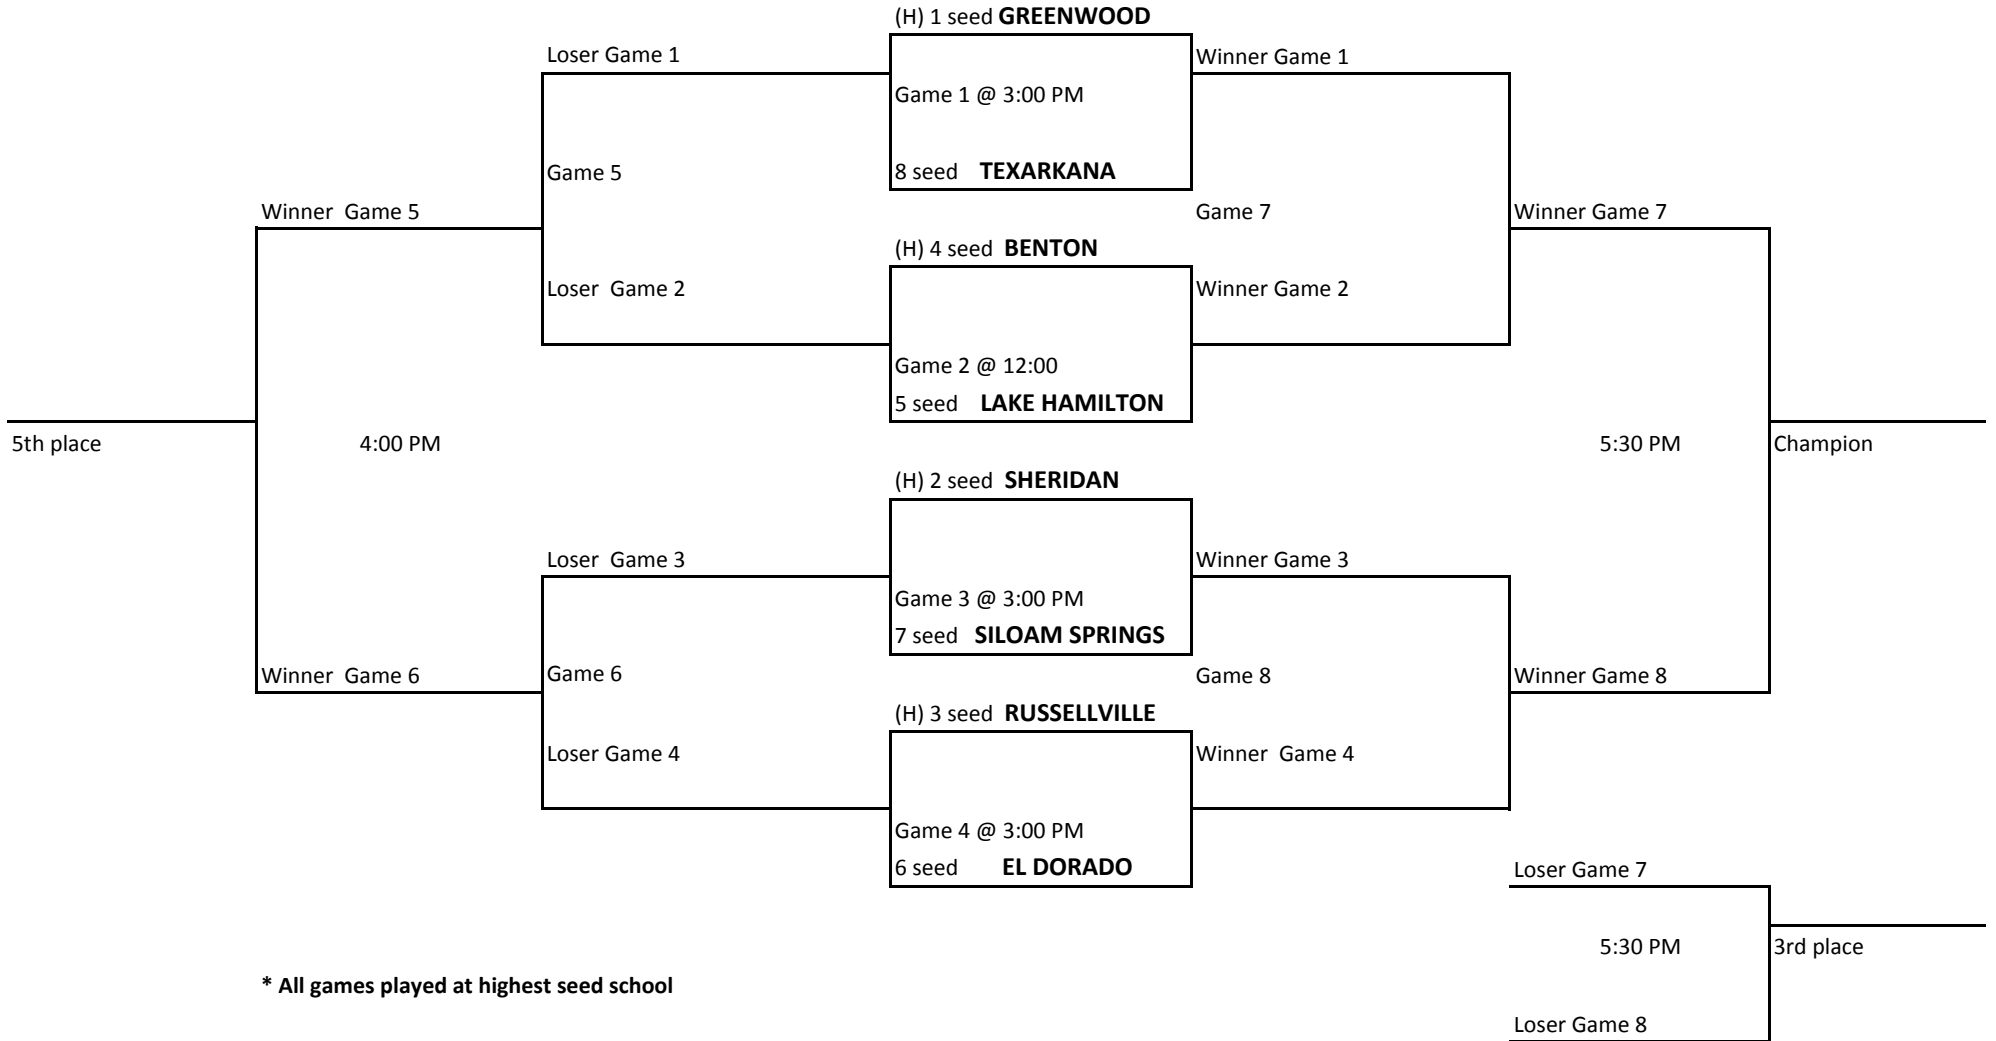 (H) 1 seed GREENWOOD
Loser Game 1
Winner Game 1
Game 1 @ 3:00 PM
Game 5
8 seed TEXARKANA
Winner Game 5
Game 7
Winner Game 7
(H) 4 seed BENTON
Loser Game 2
Winner Game 2
Game 2 @ 12:00
5 seed LAKE HAMILTON
5th place
4:00 PM
5:30 PM
Champion
(H) 2 seed SHERIDAN
Loser Game 3
Winner Game 3
Game 3 @ 3:00 PM
7 seed SILOAM SPRINGS
Winner Game 6
Game 6
Game 8
Winner Game 8
(H) 3 seed RUSSELLVILLE
Loser Game 4
Winner Game 4
Game 4 @ 3:00 PM
6 seed EL DORADO
Loser Game 7
5:30 PM
3rd place
* All games played at highest seed school
Loser Game 8